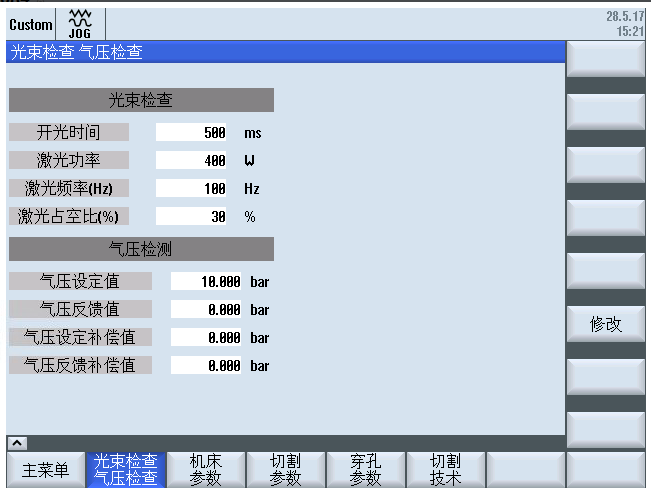 Custom
JOG
28.5.17
15:21
光束检查 气压检查
光束检查
开光时间 500 ms
激光功率 400 W
激光频率(Hz) 100 Hz
激光占空比(%) 30 %
气压检测
气压设定值 10.000 bar
气压反馈值 0.000 bar
气压设定补偿值 0.000 bar
气压反馈补偿值 0.000 bar
修改
主菜单
光束检查
气压检查
机床
参数
切割
参数
穿孔
参数
切割
技术